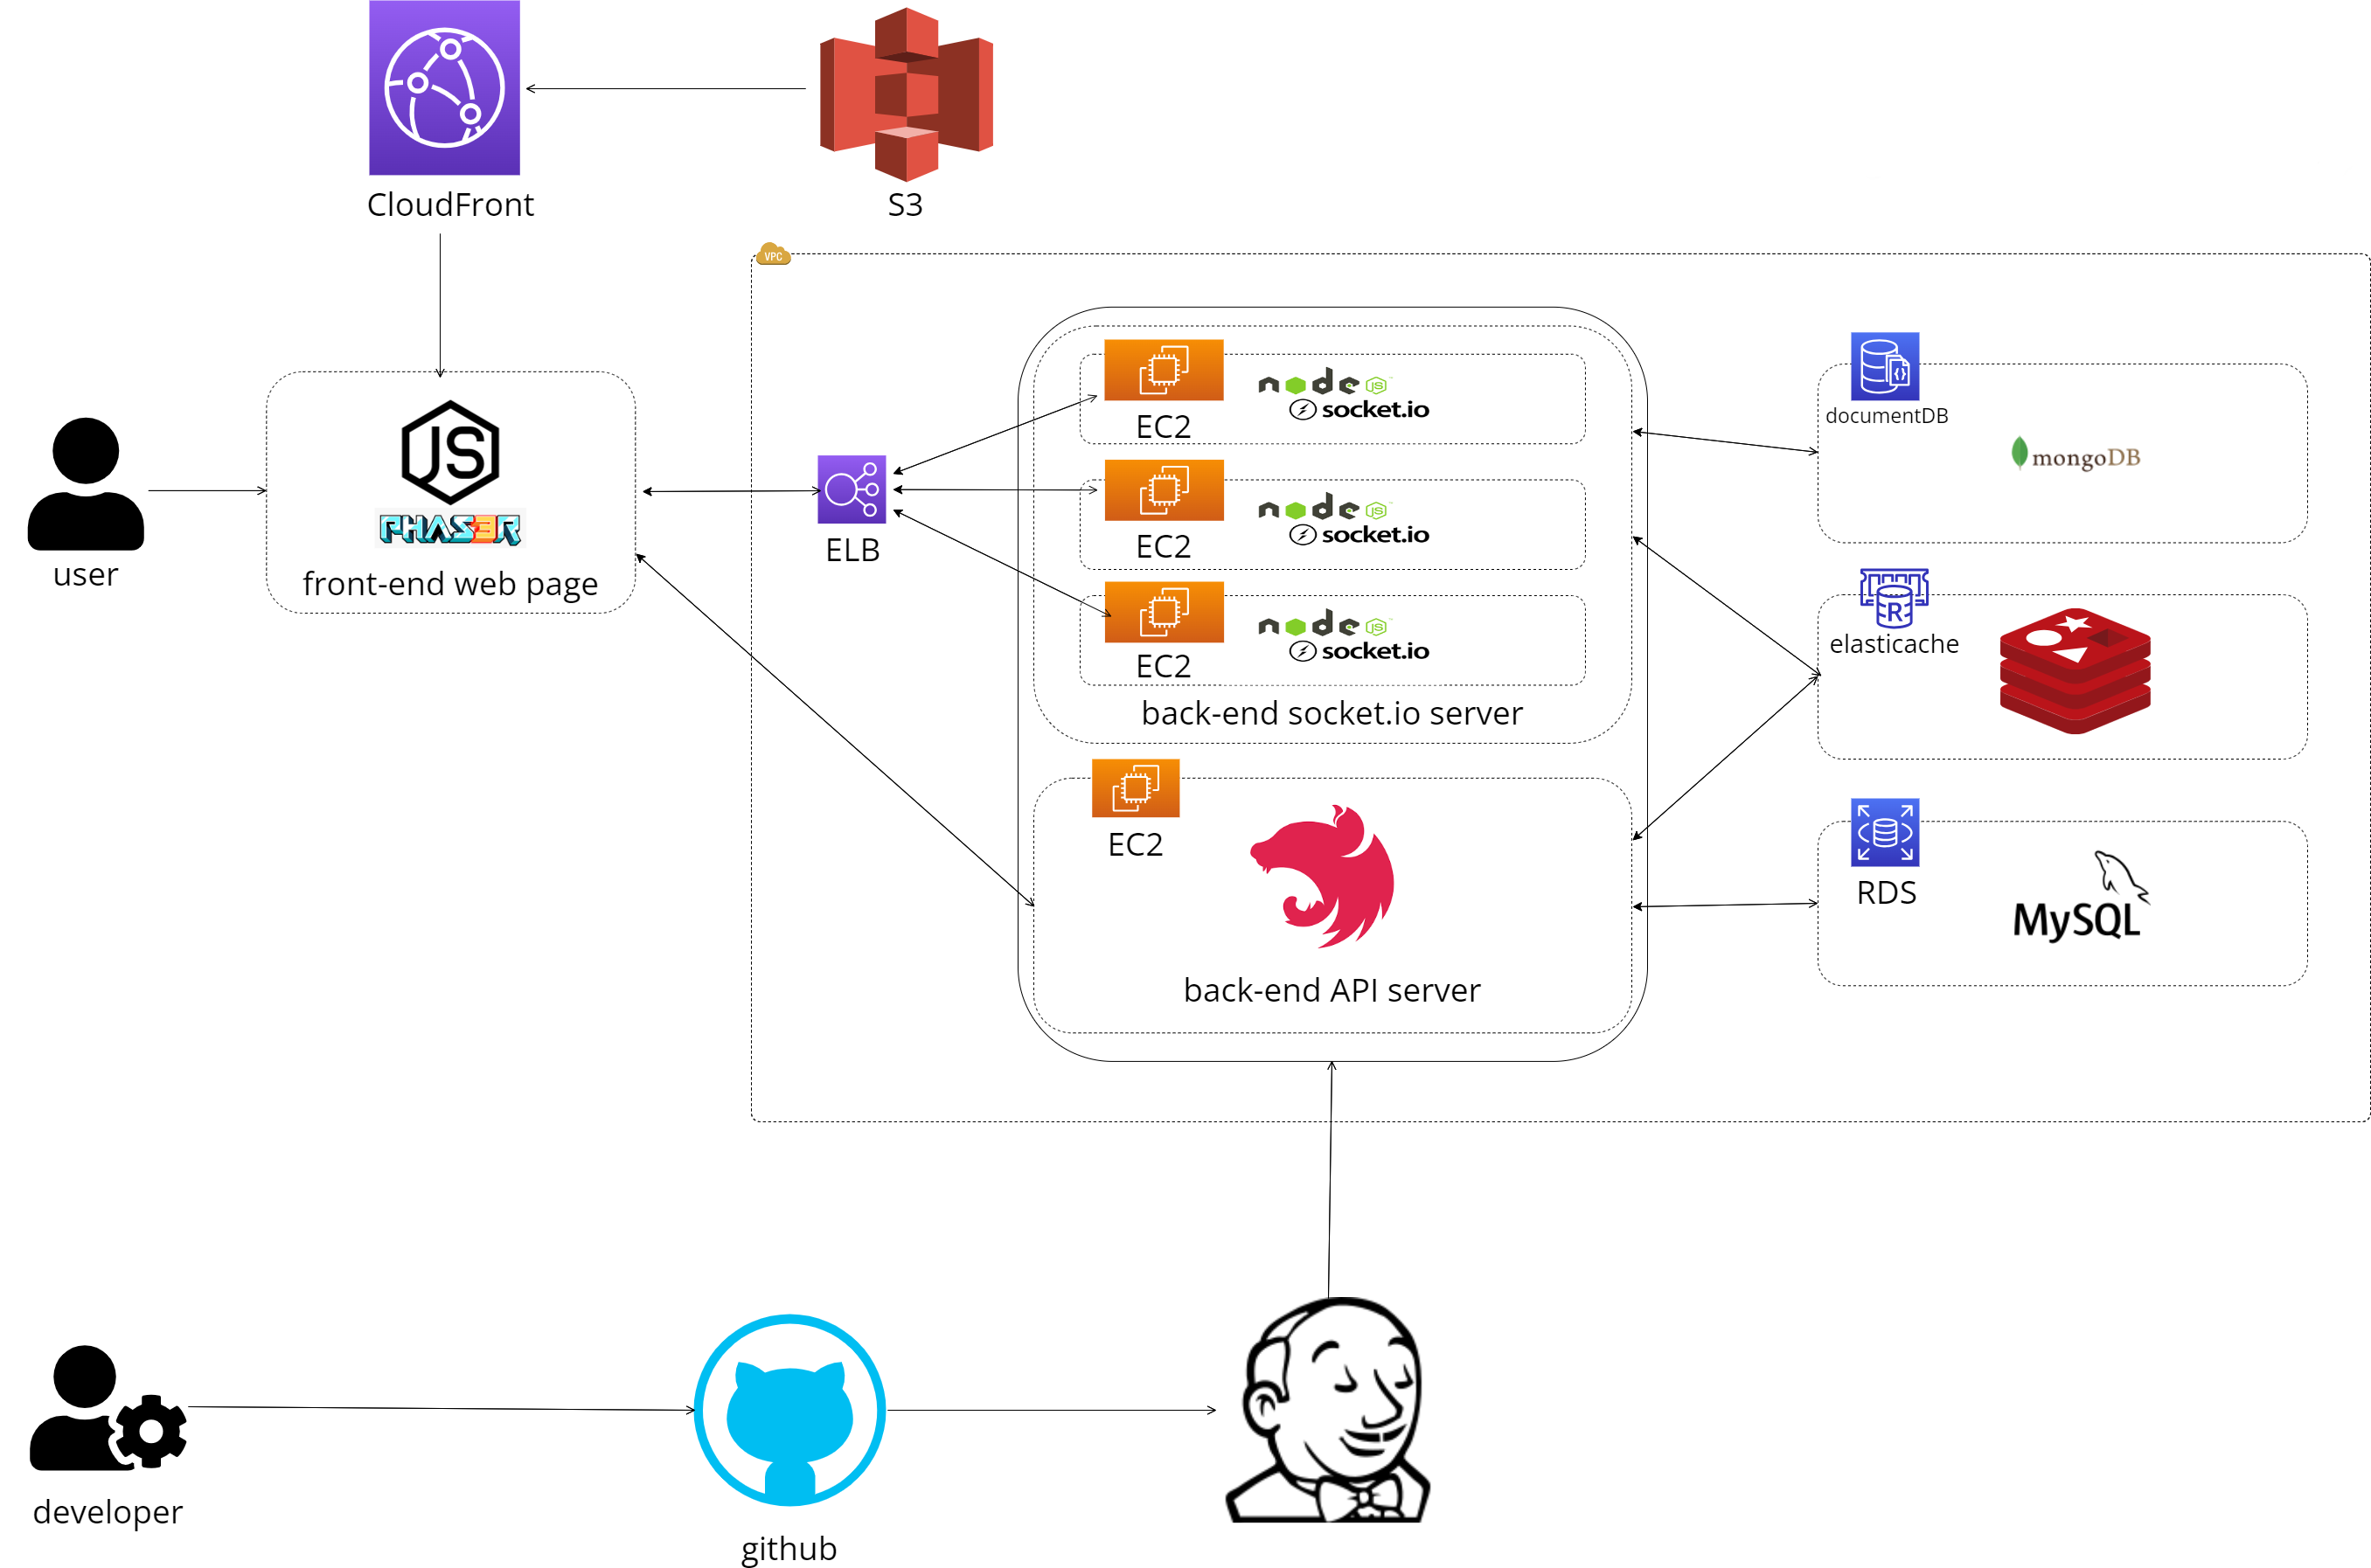 CloudFront
S3
VPC
JS
PHASER
front-end web page
user
ELB
EC2
node
JS
socket.io
EC2
node
JS
socket.io
EC2
node
JS
socket.io
back-end socket.io server
EC2
back-end API server
documentDB
mongoDB
R
elasticache
RDS
MySQL
developer
github